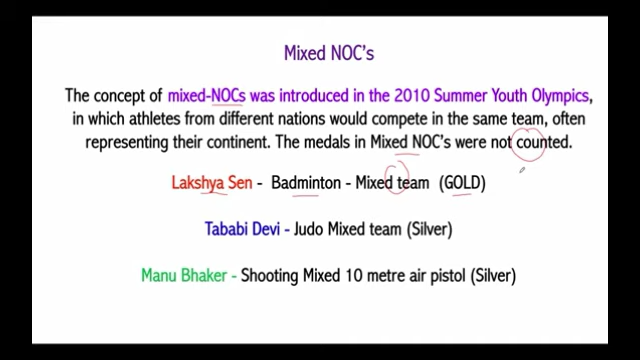 Mixed NOC's
The concept of mixed-NOCs was introduced in the 2010 Summer Youth Olympics,
in which athletes from different nations would compete in the same team, often
representing their continent. The medals in Mixed NOC's were not counted.
Lakshya Sen - Badminton - Mixed team (GOLD)
Tababi Devi - Judo Mixed team (Silver)
Manu Bhaker - Shooting Mixed 10 metre air pistol (Silver)